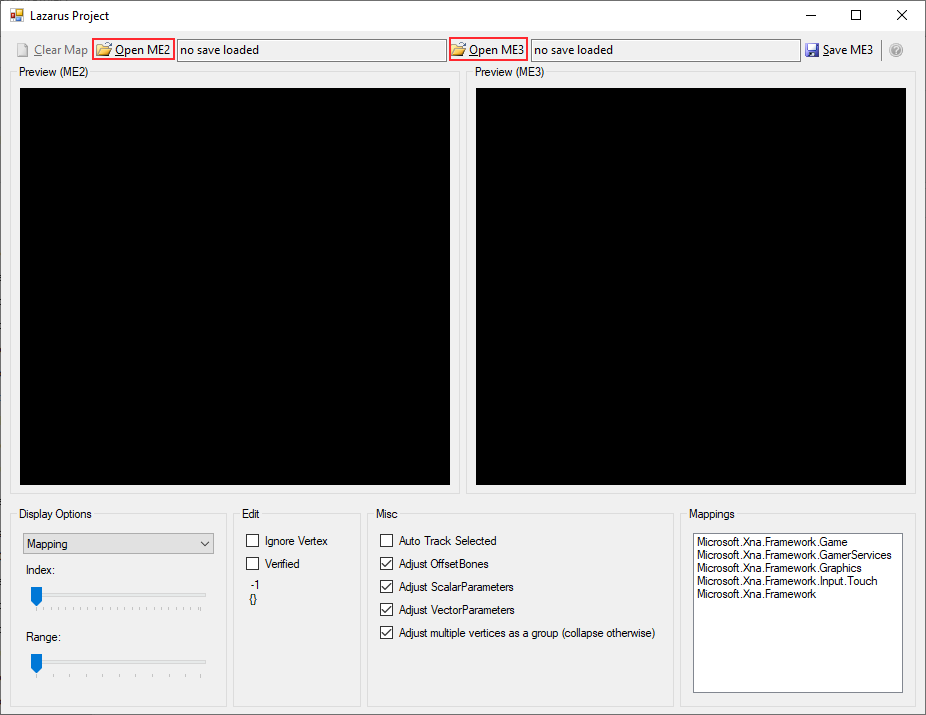 Lazarus Project
Clear Map Open ME2 no save loaded Open ME3 no save loaded Save ME3
Preview (ME2) Preview (ME3)
Display Options
Mapping
Index:
Range:
Edit
Ignore Vertex
Verified
-1
{}
Misc
Auto Track Selected
Adjust OffsetBones
Adjust ScalarParameters
Adjust VectorParameters
Adjust multiple vertices as a group (collapse otherwise)
Mappings
Microsoft.Xna.Framework.Game
Microsoft.Xna.Framework.GamerServices
Microsoft.Xna.Framework.Graphics
Microsoft.Xna.Framework.Input.Touch
Microsoft.Xna.Framework